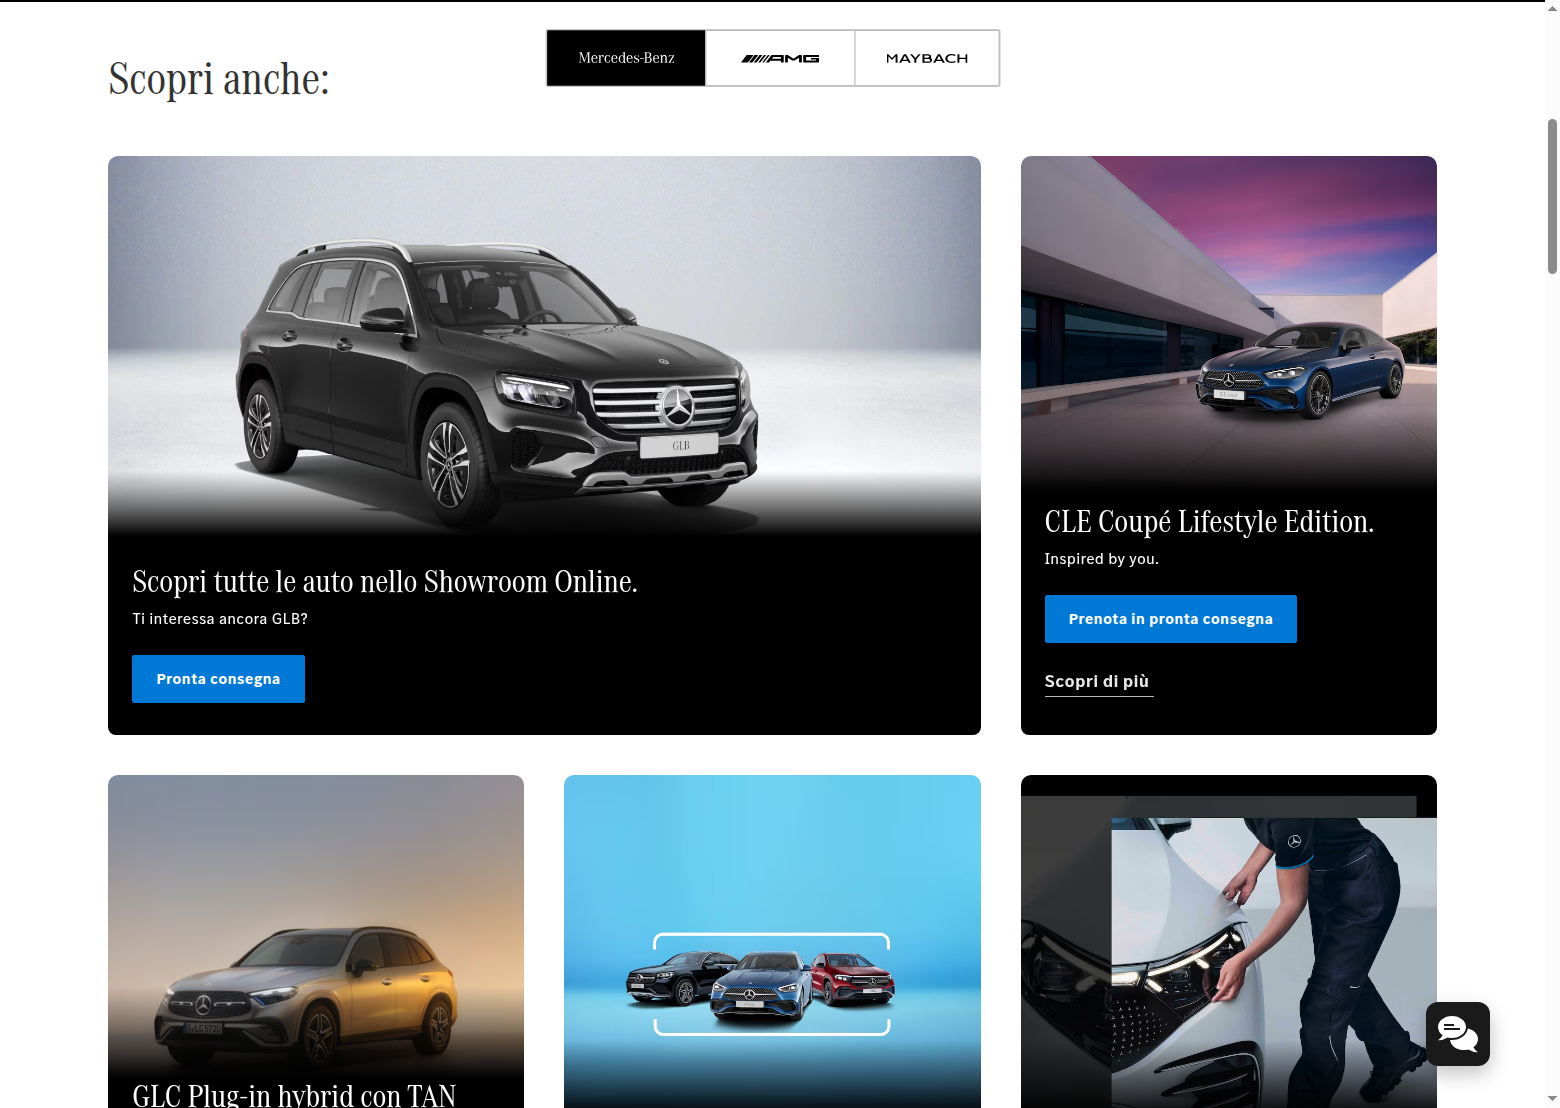 Mercedes-Benz
AMG
MAYBACH
Scopri anche:
GLB
Scopri tutte le auto nello Showroom Online.
Ti interessa ancora GLB?
Pronta consegna
CLE Coupé Lifestyle Edition.
Inspired by you.
Prenota in pronta consegna
Scopri di più
GLC Plug-in hybrid con TAN